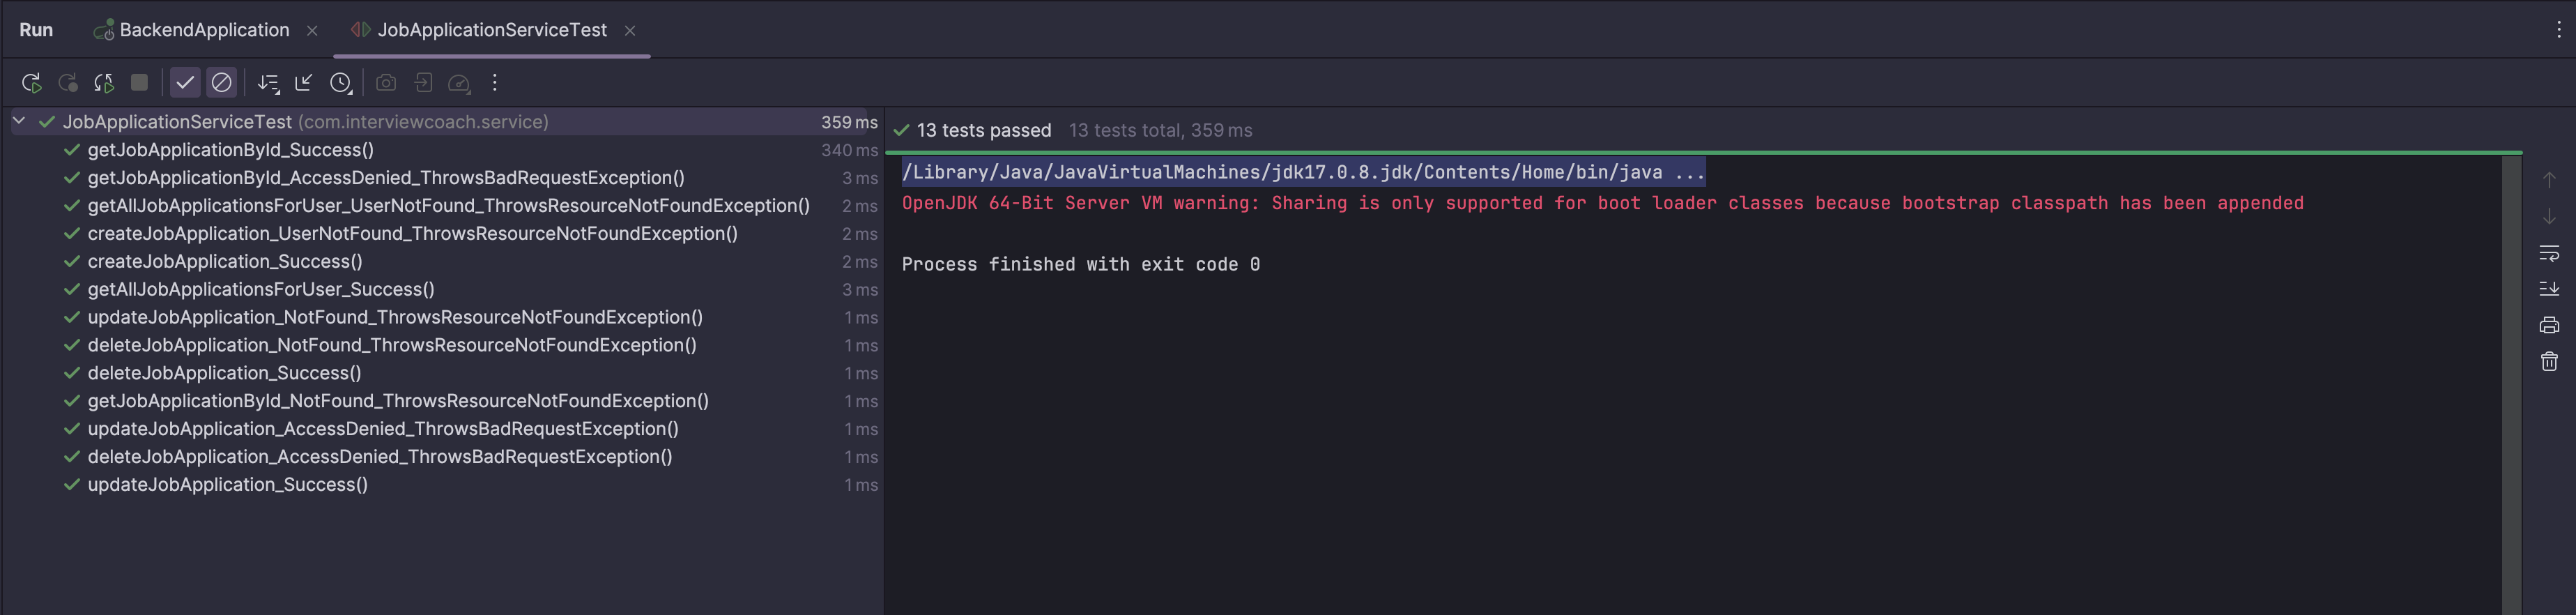 Run BackendApplication JobApplicationServiceTest
JobApplicationServiceTest (com.interviewcoach.service) 359 ms
getJobApplicationById_Success() 340 ms
getJobApplicationById_AccessDenied_ThrowsBadRequestException() 3 ms
getAllJobApplicationsForUser_UserNotFound_ThrowsResourceNotFoundException() 2 ms
createJobApplication_UserNotFound_ThrowsResourceNotFoundException() 2 ms
createJobApplication_Success() 2 ms
getAllJobApplicationsForUser_Success() 3 ms
updateJobApplication_NotFound_ThrowsResourceNotFoundException() 1 ms
deleteJobApplication_NotFound_ThrowsResourceNotFoundException() 1 ms
deleteJobApplication_Success() 1 ms
getJobApplicationById_NotFound_ThrowsResourceNotFoundException() 1 ms
updateJobApplication_AccessDenied_ThrowsBadRequestException() 1 ms
deleteJobApplication_AccessDenied_ThrowsBadRequestException() 1 ms
updateJobApplication_Success() 1 ms
13 tests passed 13 tests total, 359 ms
/Library/Java/JavaVirtualMachines/jdk17.0.8.jdk/Contents/Home/bin/java ...
OpenJDK 64-Bit Server VM warning: Sharing is only supported for boot loader classes because bootstrap classpath has been appended
Process finished with exit code 0